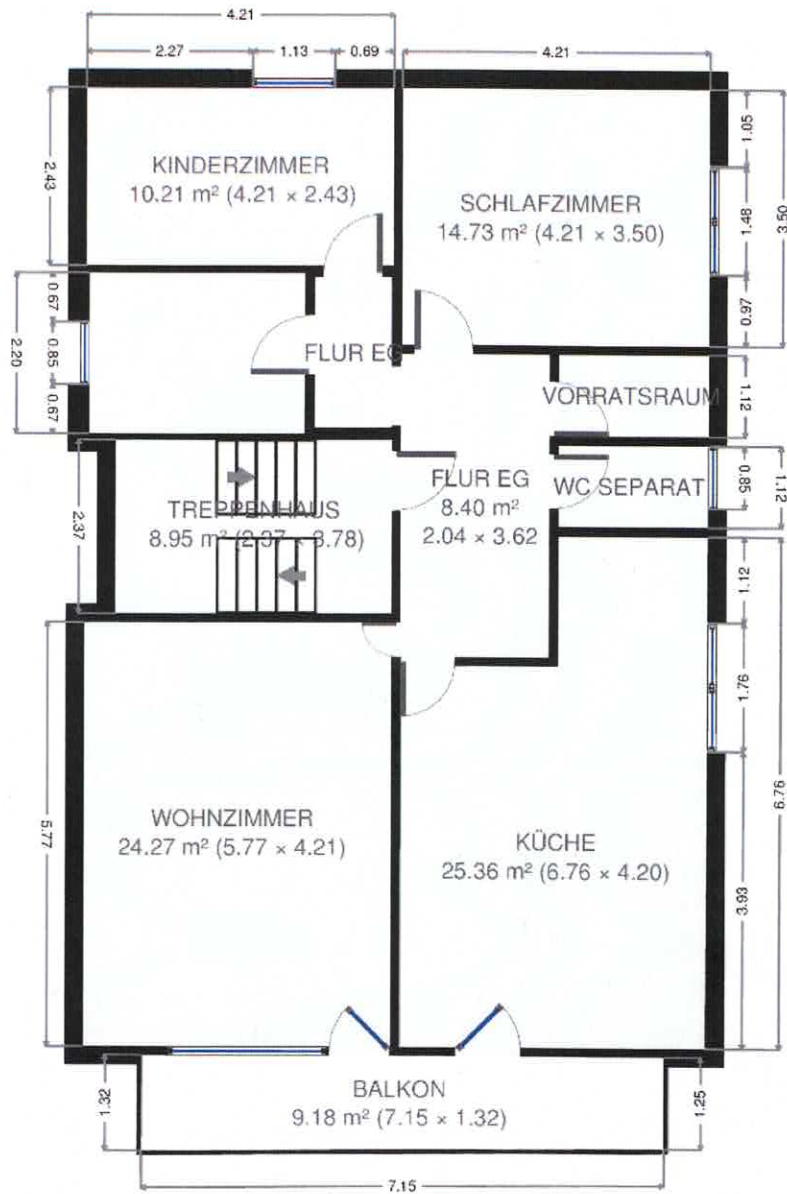 4.21
2.27 1.13 0.69 4.21
KINDERZIMMER
10.21 m² (4.21 × 2.43)
2.43
SCHLAFZIMMER
14.73 m² (4.21 × 3.50)
1.05
1.48
3.50
0.97
0.67
0.85
2.20
0.67
FLUR EG
VORRATSRAUM
1.12
FLUR EG
8.40 m²
2.04 × 3.62
WC SEPARAT
0.85
1.12
TREPPENHAUS
8.95 m² (2.37 × 3.78)
2.37
1.12
1.76
6.76
3.93
WOHNZIMMER
24.27 m² (5.77 × 4.21)
5.77
KÜCHE
25.36 m² (6.76 × 4.20)
BALKON
9.18 m² (7.15 × 1.32)
1.32
1.25
7.15